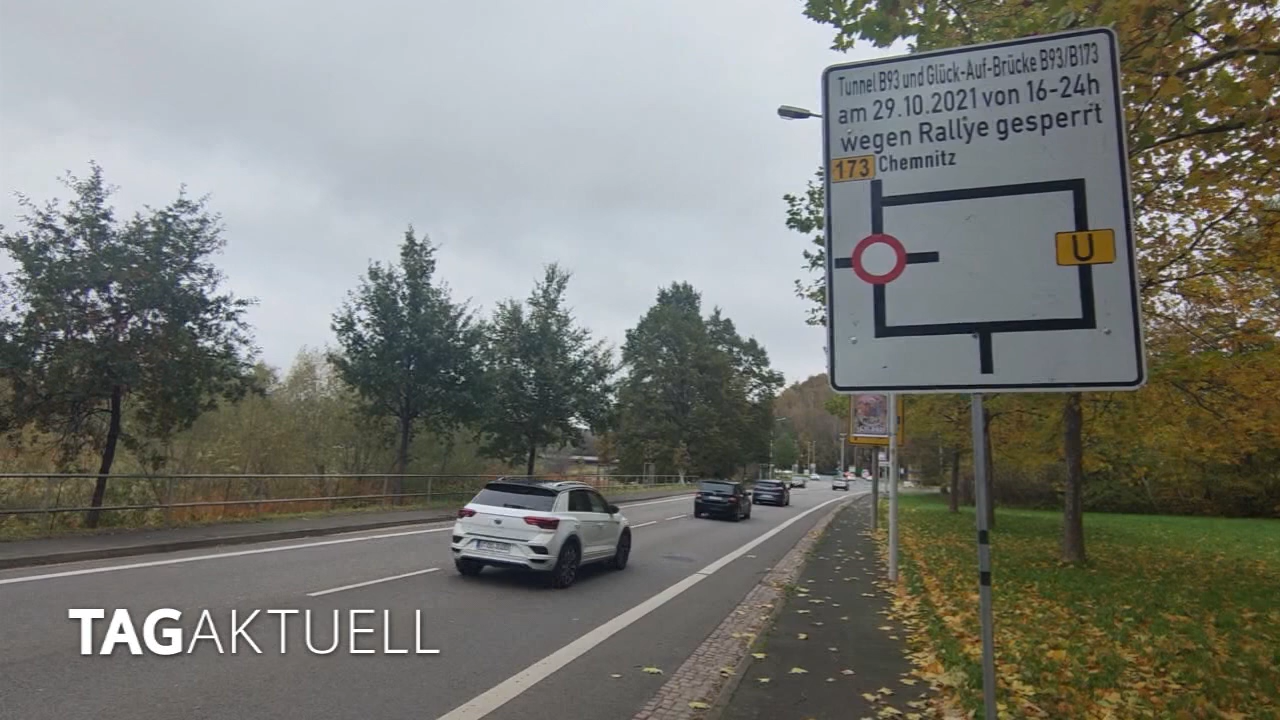 Tunnel B93 und Glück-Auf-Brücke B93/B173
am 29.10.2021 von 16-24h
wegen Rallye gesperrt
173 Chemnitz
U
TAGAKTUELL